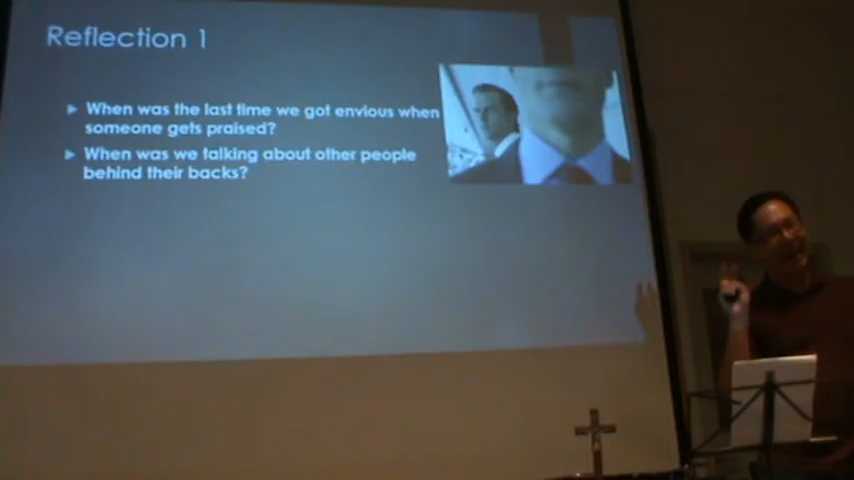 Reflection 1
When was the last time we got envious when
someone gets praised?
When was we talking about other people
behind their backs?